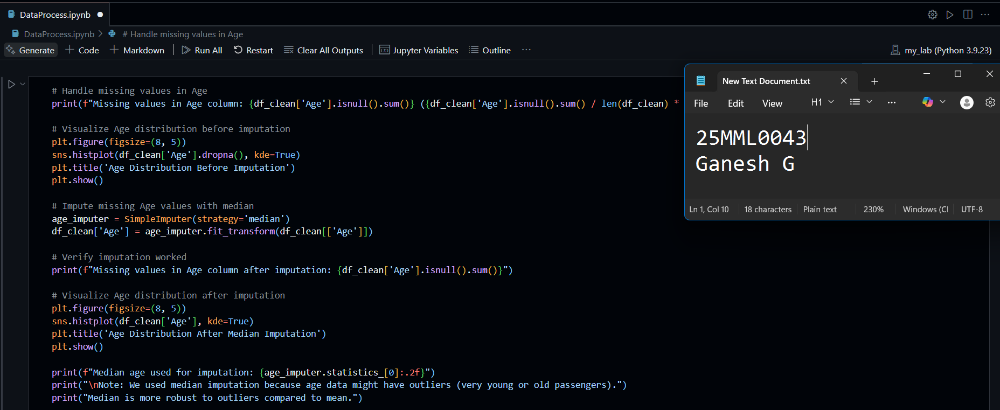 DataProcess.ipynb
DataProcess.ipynb > # Handle missing values in Age
Generate + Code + Markdown Run All Restart Clear All Outputs Jupyter Variables Outline ... my_lab (Python 3.9.23)
# Handle missing values in Age
print(f"Missing values in Age column: {df_clean['Age'].isnull().sum()} ({df_clean['Age'].isnull().sum() / len(df_clean) *
# Visualize Age distribution before imputation
plt.figure(figsize=(8, 5))
sns.histplot(df_clean['Age'].dropna(), kde=True)
plt.title('Age Distribution Before Imputation')
plt.show()
# Impute missing Age values with median
age_imputer = SimpleImputer(strategy='median')
df_clean['Age'] = age_imputer.fit_transform(df_clean[['Age']])
# Verify imputation worked
print(f"Missing values in Age column after imputation: {df_clean['Age'].isnull().sum()}")
# Visualize Age distribution after imputation
plt.figure(figsize=(8, 5))
sns.histplot(df_clean['Age'], kde=True)
plt.title('Age Distribution After Median Imputation')
plt.show()
print(f"Median age used for imputation: {age_imputer.statistics_[0]:.2f}")
print("\nNote: We used median imputation because age data might have outliers (very young or old passengers).")
print("Median is more robust to outliers compared to mean.")
New Text Document.txt
File Edit View H1 ...
25MML0043
Ganesh G
Ln 1, Col 10 18 characters Plain text 230% Windows (Cl UTF-8